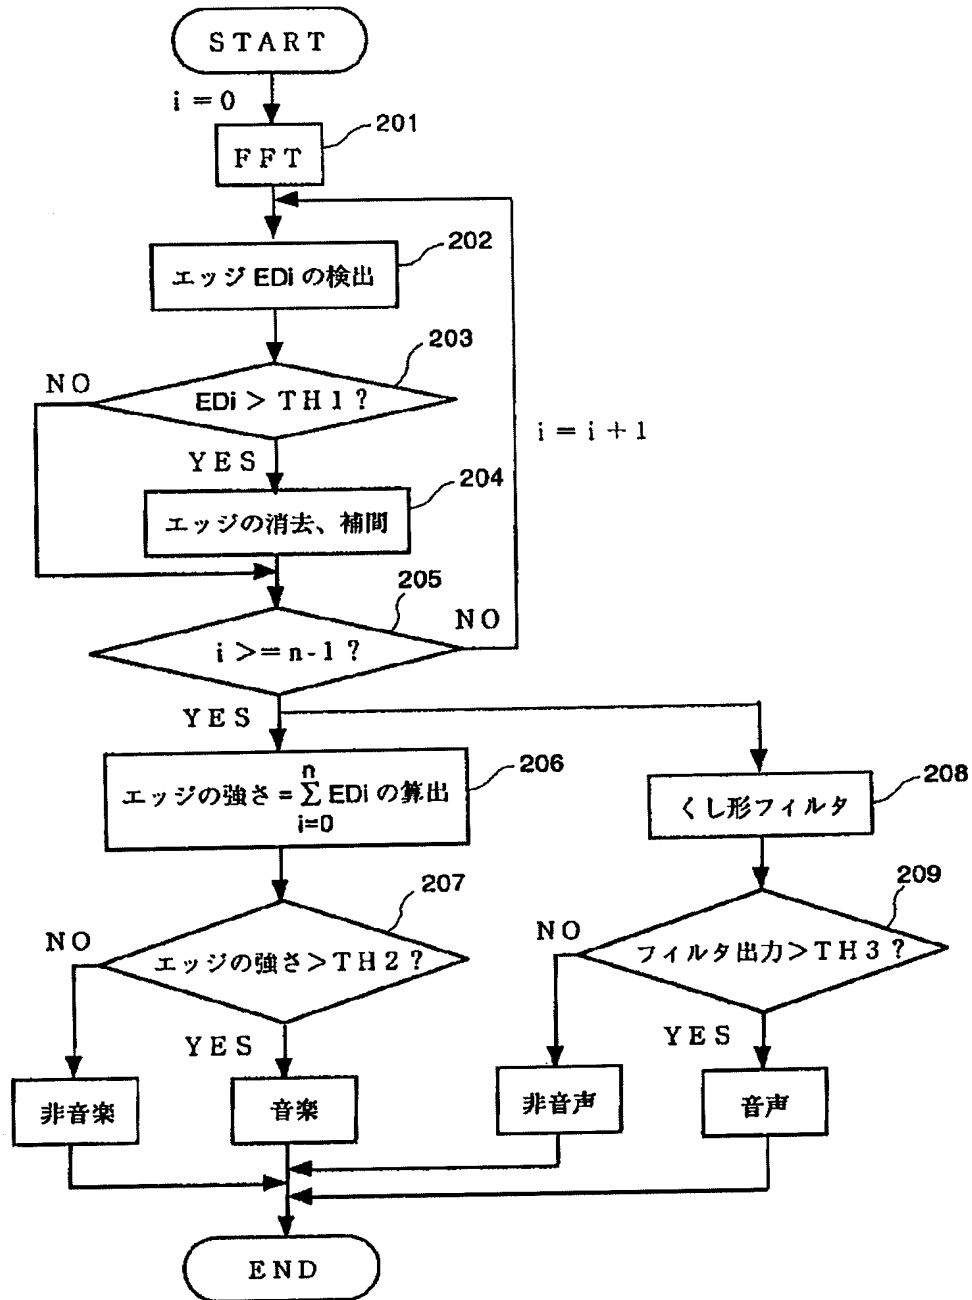 START
i = 0
201
FFT
202
エッジ EDi の検出
203
NO
EDi > TH1 ?
i = i + 1
YES
204
エッジの消去、補間
205
NO
i >= n-1 ?
YES
206
n
エッジの強さ = Σ EDi の算出
i=0
208
くし形フィルタ
207
NO
エッジの強さ > TH2 ?
YES
209
NO
フィルタ出力 > TH3 ?
YES
非音楽
音楽
非音声
音声
END